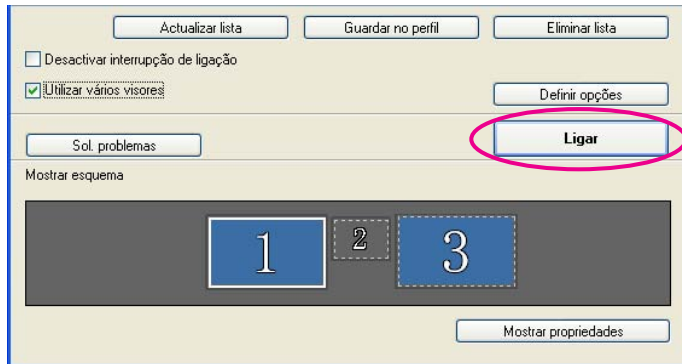 Actualizar lista Guardar no perfil Eliminar lista
Desactivar interrupção de ligação
Utilizar vários visores
Definir opções
Sol. problemas Ligar
Mostrar esquema
1 2 3
Mostrar propriedades